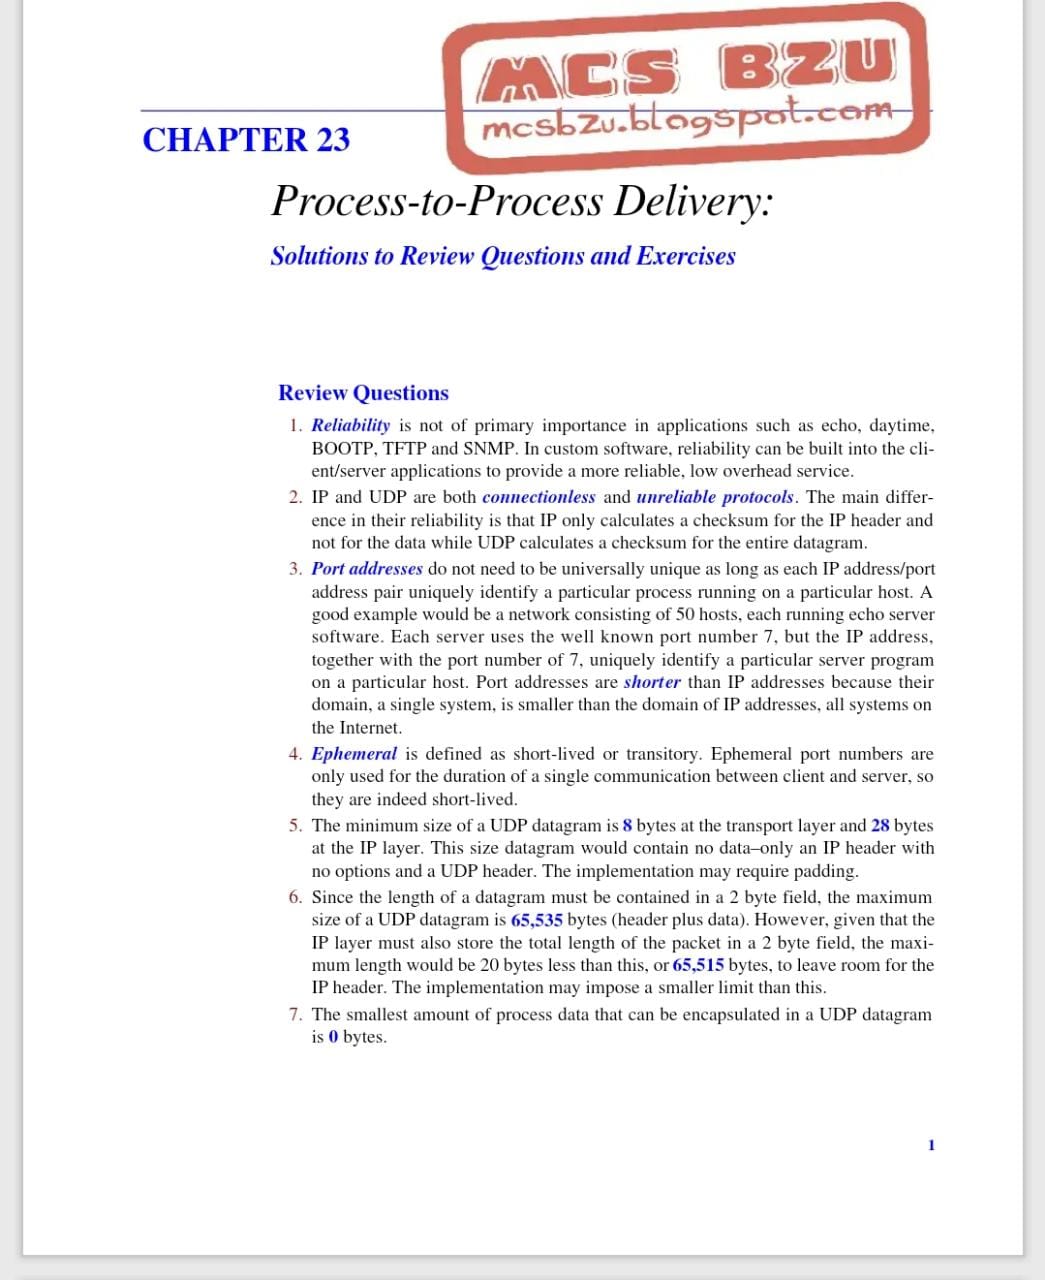 MCS BZU
mcsbzu.blogspot.com
CHAPTER 23
Process-to-Process Delivery:
Solutions to Review Questions and Exercises
Review Questions
1. Reliability is not of primary importance in applications such as echo, daytime,
BOOTP, TFTP and SNMP. In custom software, reliability can be built into the cli-
ent/server applications to provide a more reliable, low overhead service.
2. IP and UDP are both connectionless and unreliable protocols. The main differ-
ence in their reliability is that IP only calculates a checksum for the IP header and
not for the data while UDP calculates a checksum for the entire datagram.
3. Port addresses do not need to be universally unique as long as each IP address/port
address pair uniquely identify a particular process running on a particular host. A
good example would be a network consisting of 50 hosts, each running echo server
software. Each server uses the well known port number 7, but the IP address,
together with the port number of 7, uniquely identify a particular server program
on a particular host. Port addresses are shorter than IP addresses because their
domain, a single system, is smaller than the domain of IP addresses, all systems on
the Internet.
4. Ephemeral is defined as short-lived or transitory. Ephemeral port numbers are
only used for the duration of a single communication between client and server, so
they are indeed short-lived.
5. The minimum size of a UDP datagram is 8 bytes at the transport layer and 28 bytes
at the IP layer. This size datagram would contain no data–only an IP header with
no options and a UDP header. The implementation may require padding.
6. Since the length of a datagram must be contained in a 2 byte field, the maximum
size of a UDP datagram is 65,535 bytes (header plus data). However, given that the
IP layer must also store the total length of the packet in a 2 byte field, the maxi-
mum length would be 20 bytes less than this, or 65,515 bytes, to leave room for the
IP header. The implementation may impose a smaller limit than this.
7. The smallest amount of process data that can be encapsulated in a UDP datagram
is 0 bytes.
1